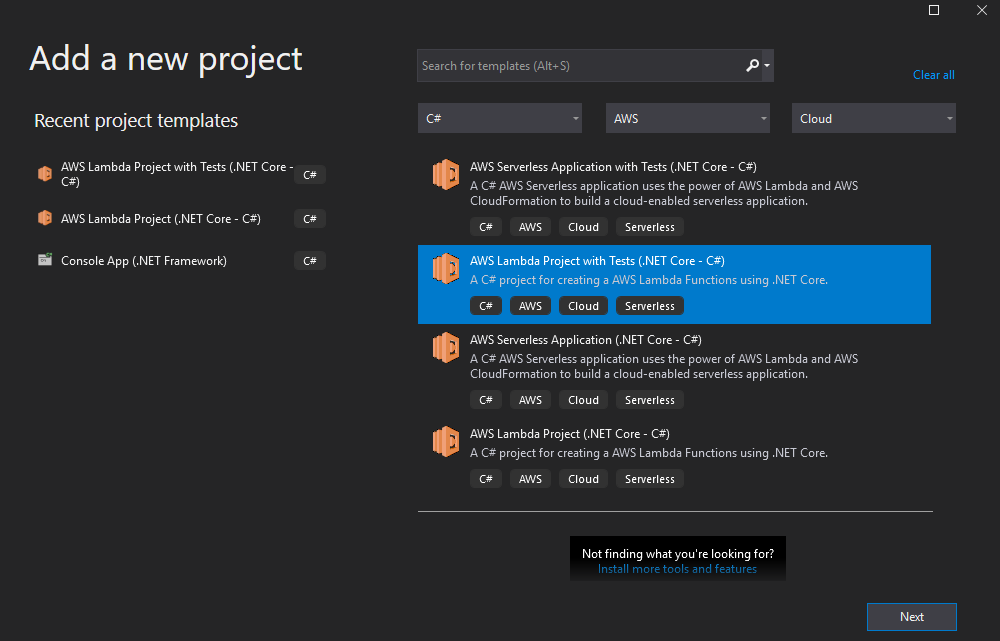 Add a new project
Recent project templates
AWS Lambda Project with Tests (.NET Core -
C#)
C#
AWS Lambda Project (.NET Core - C#)
C#
Console App (.NET Framework)
C#
Search for templates (Alt+S)
Clear all
C#
AWS
Cloud
AWS Serverless Application with Tests (.NET Core - C#)
A C# AWS Serverless application uses the power of AWS Lambda and AWS
CloudFormation to build a cloud-enabled serverless application.
C# AWS Cloud Serverless
AWS Lambda Project with Tests (.NET Core - C#)
A C# project for creating a AWS Lambda Functions using .NET Core.
C# AWS Cloud Serverless
AWS Serverless Application (.NET Core - C#)
A C# AWS Serverless application uses the power of AWS Lambda and AWS
CloudFormation to build a cloud-enabled serverless application.
C# AWS Cloud Serverless
AWS Lambda Project (.NET Core - C#)
A C# project for creating a AWS Lambda Functions using .NET Core.
C# AWS Cloud Serverless
Not finding what you're looking for?
Install more tools and features
Next